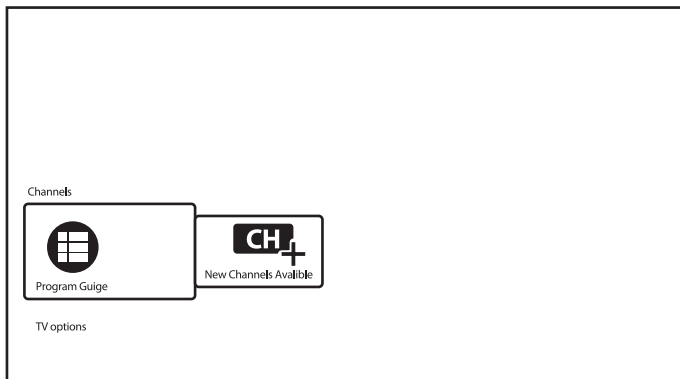 Channels
CH
Program Guige
New Channels Avalible
TV options